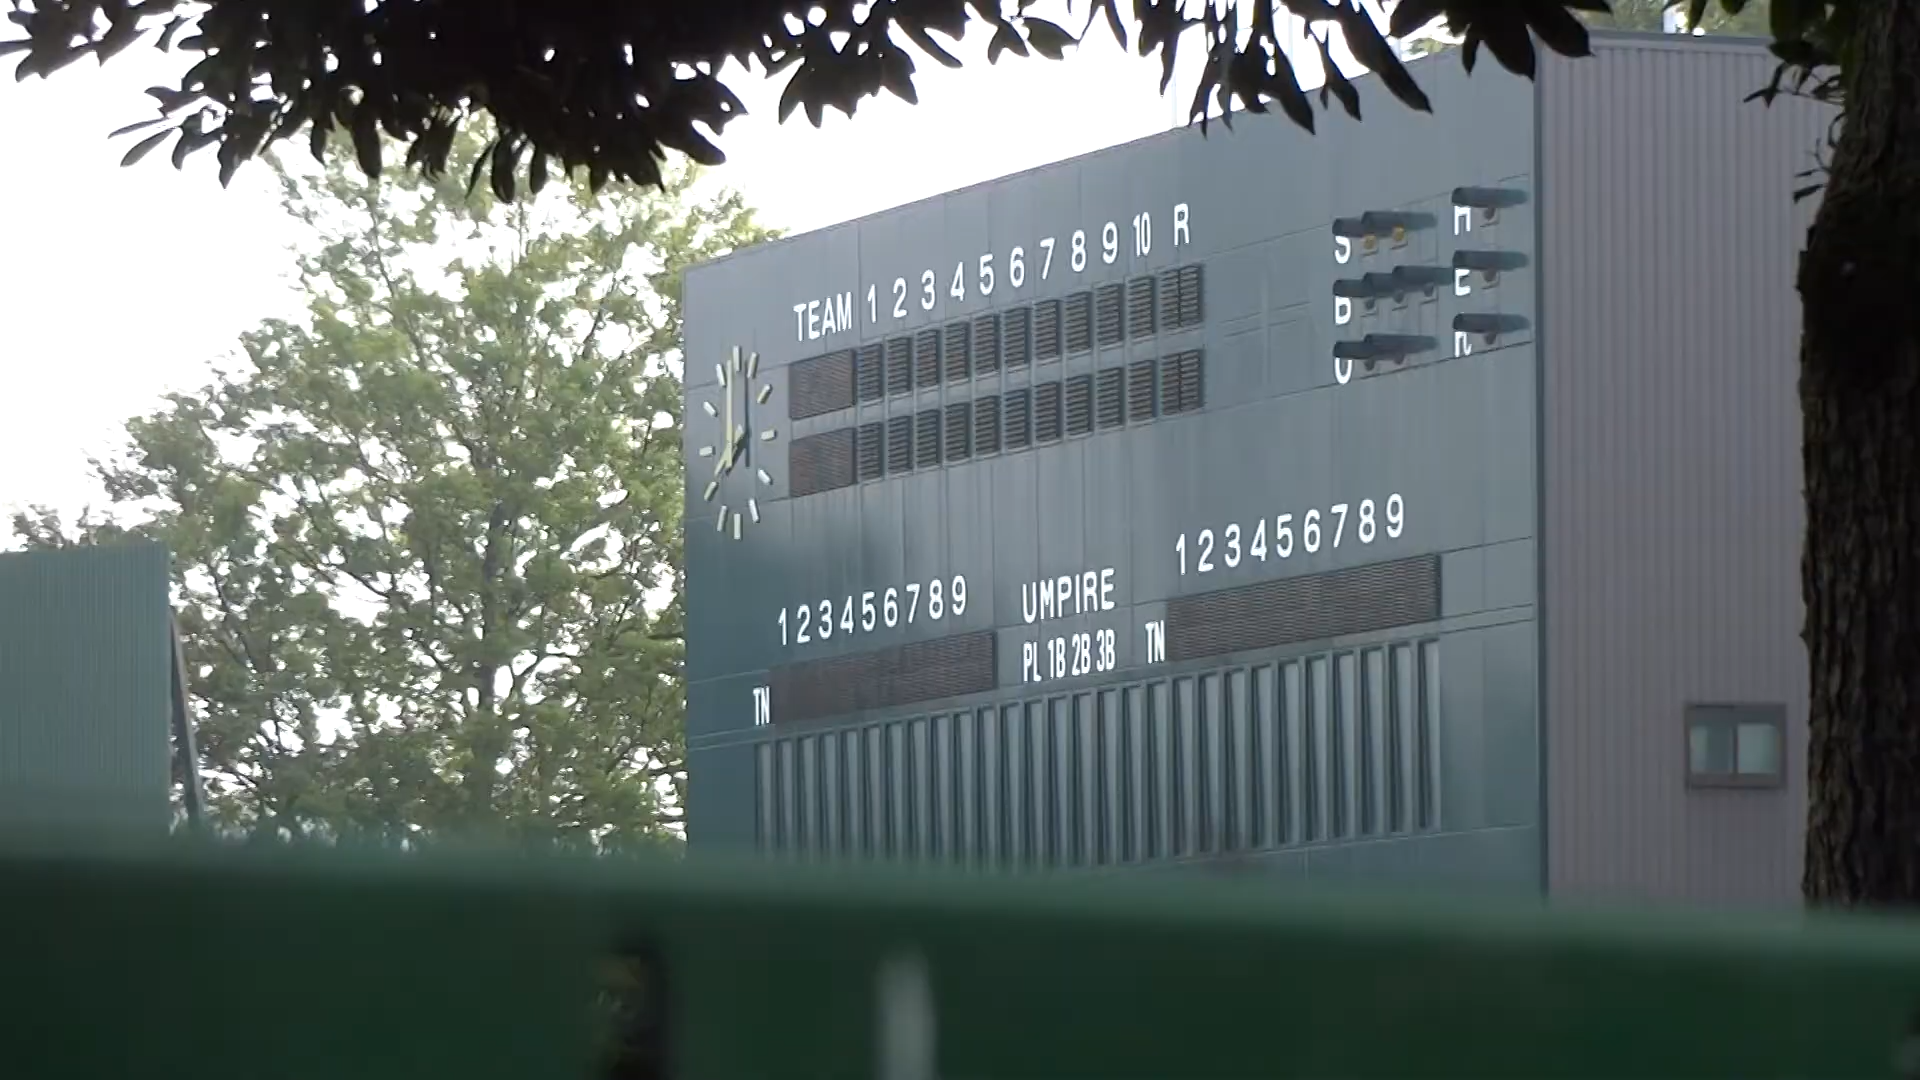 TEAM 1 2 3 4 5 6 7 8 9 10 R
S H
B E
O R
1 2 3 4 5 6 7 8 9
UMPIRE
1 2 3 4 5 6 7 8 9
PL 1B 2B 3B
TN
TN